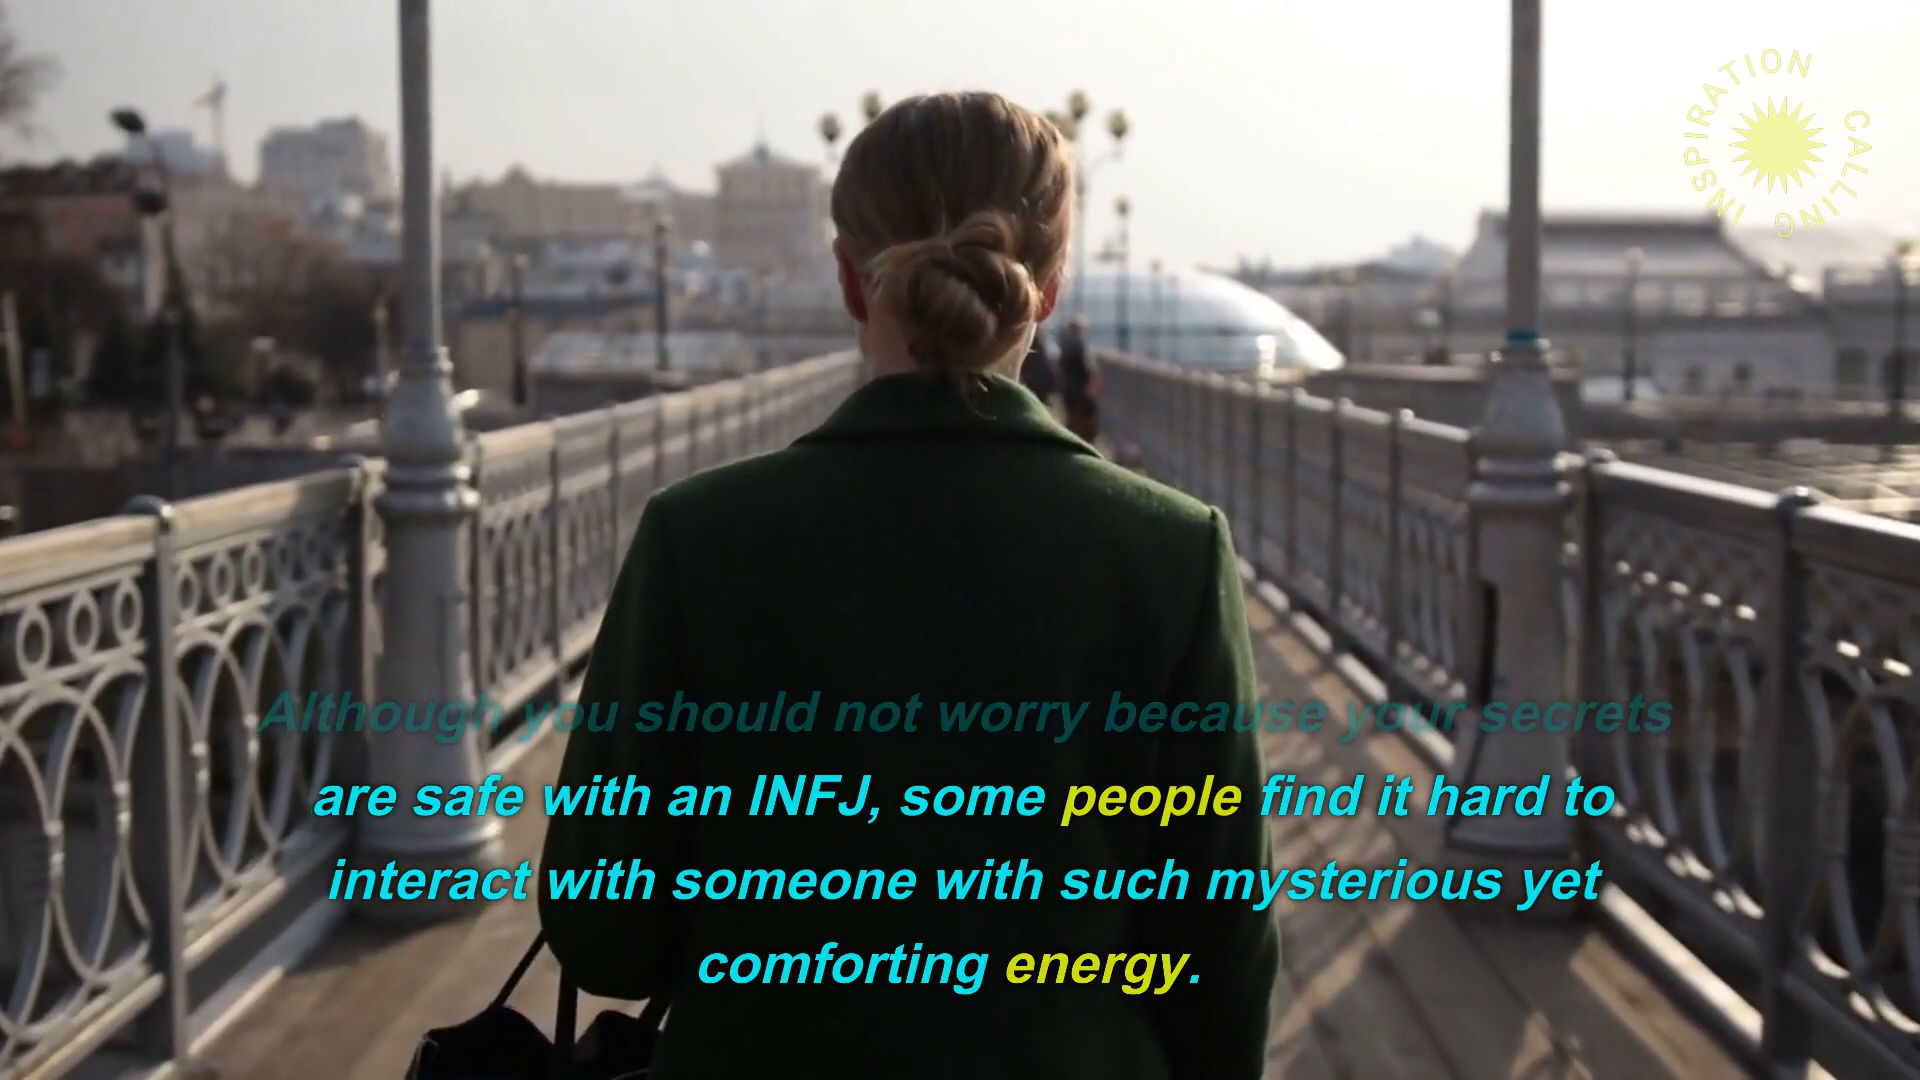 INSPIRATION CALLING
Although you should not worry because your secrets
are safe with an INFJ, some people find it hard to
interact with someone with such mysterious yet
comforting energy.